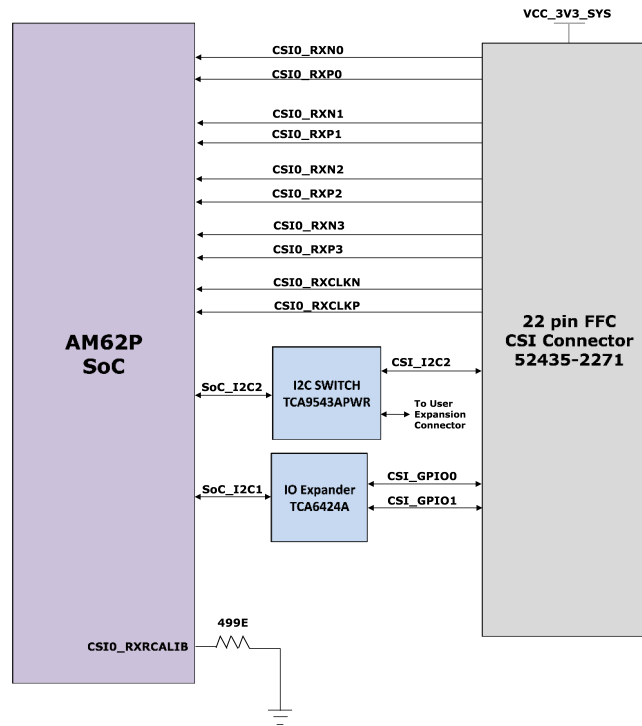 VCC_3V3_SYS
CSI0_RXN0
CSI0_RXP0
CSI0_RXN1
CSI0_RXP1
CSI0_RXN2
CSI0_RXP2
CSI0_RXN3
CSI0_RXP3
CSI0_RXCLKN
CSI0_RXCLKP
AM62P
SoC
22 pin FFC
CSI Connector
52435-2271
SoC_I2C2
I2C SWITCH
TCA9543APWR
CSI_I2C2
To User
Expansion
Connector
SoC_I2C1
IO Expander
TCA6424A
CSI_GPIO0
CSI_GPIO1
499E
CSI0_RXRCALIB